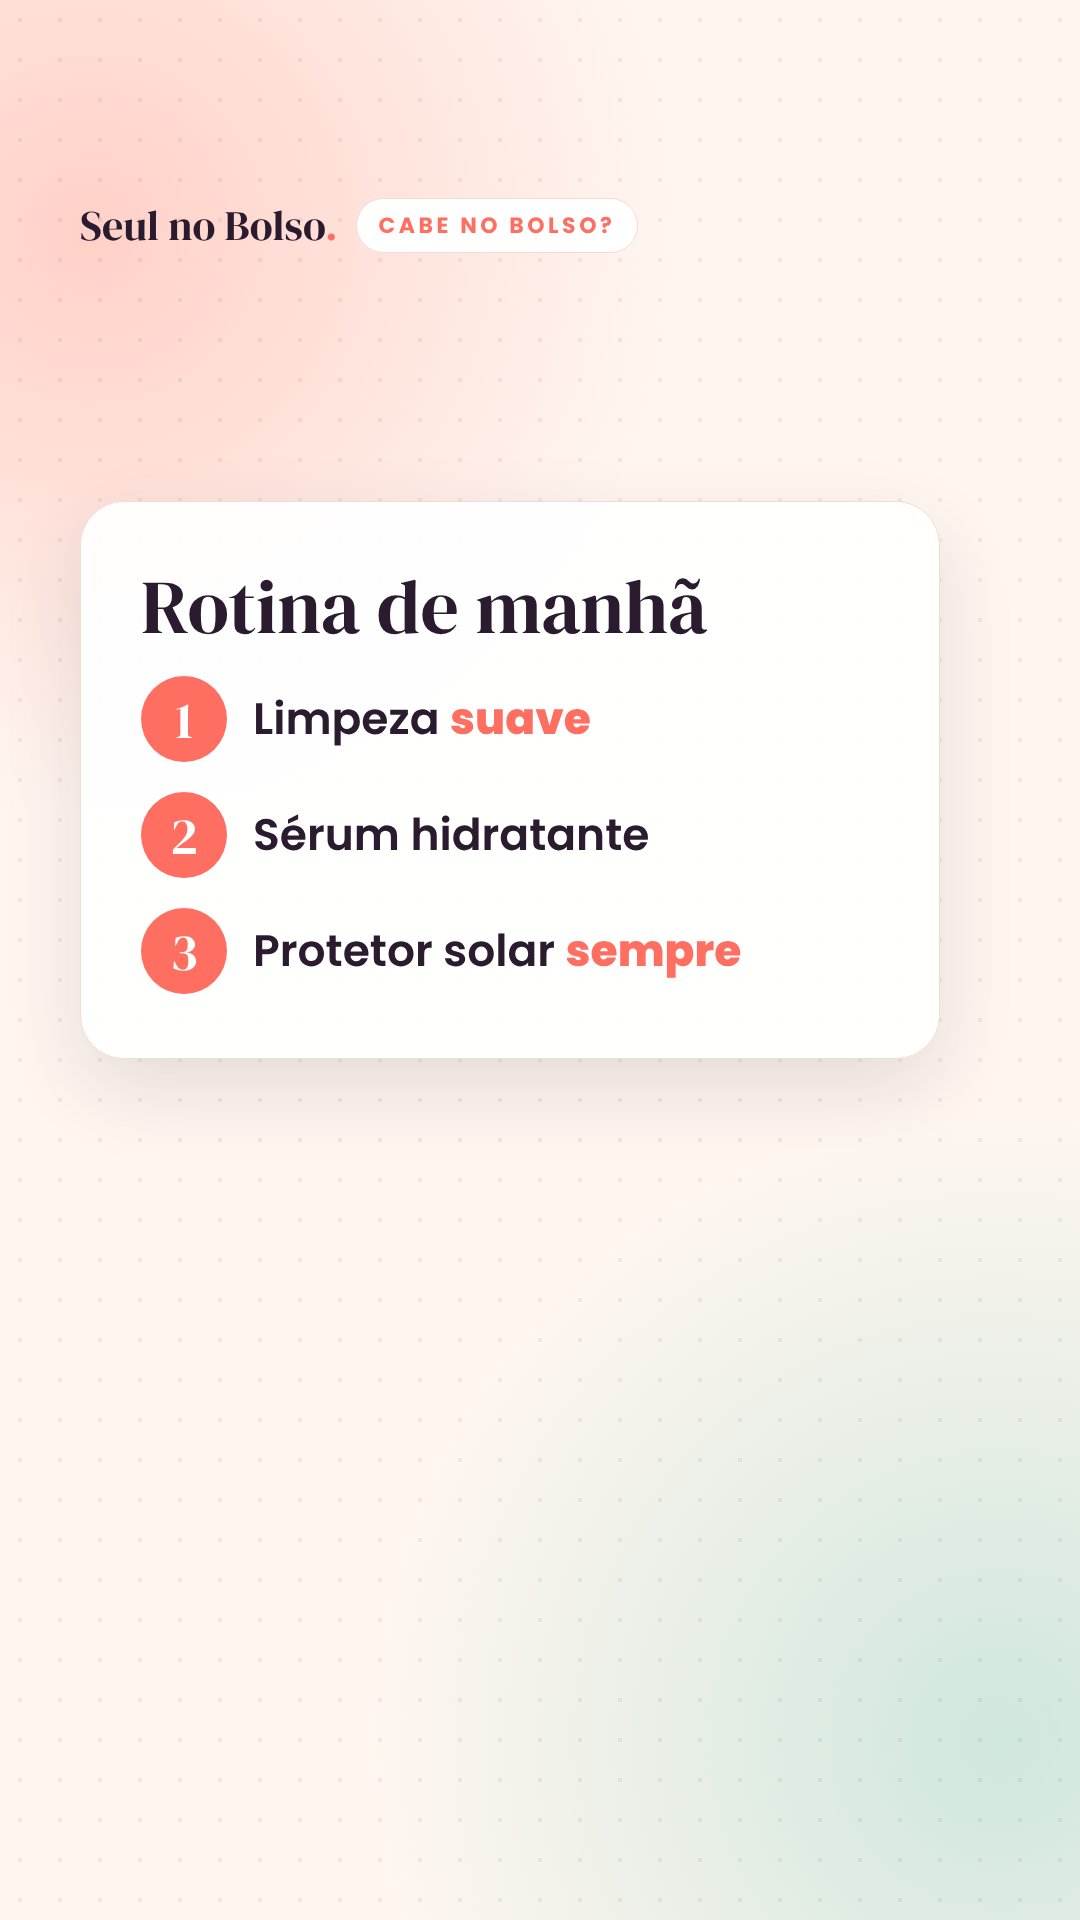 Seul no Bolso.
CABE NO BOLSO?
Rotina de manhã
1 Limpeza suave
2 Sérum hidratante
3 Protetor solar sempre